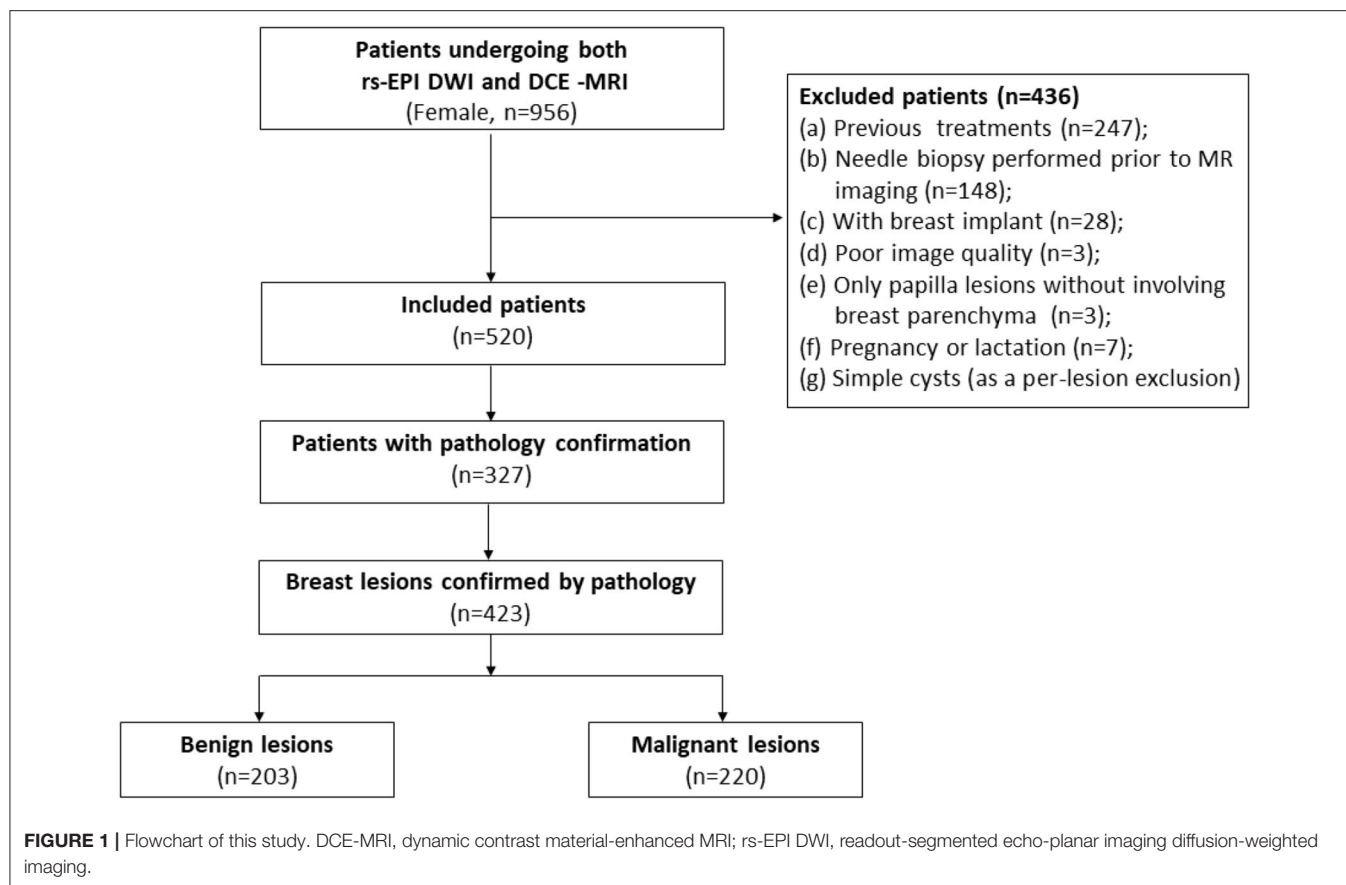 Patients undergoing both
rs-EPI DWI and DCE -MRI
(Female, n=956)
Excluded patients (n=436)
(a) Previous treatments (n=247);
(b) Needle biopsy performed prior to MR
imaging (n=148);
(c) With breast implant (n=28);
(d) Poor image quality (n=3);
(e) Only papilla lesions without involving
breast parenchyma (n=3);
(f) Pregnancy or lactation (n=7);
(g) Simple cysts (as a per-lesion exclusion)
Included patients
(n=520)
Patients with pathology confirmation
(n=327)
Breast lesions confirmed by pathology
(n=423)
Benign lesions
(n=203)
Malignant lesions
(n=220)
FIGURE 1 | Flowchart of this study. DCE-MRI, dynamic contrast material-enhanced MRI; rs-EPI DWI, readout-segmented echo-planar imaging diffusion-weighted
imaging.